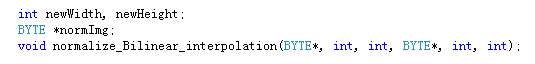 int newWidth, newHeight;
BYTE *normImg;
void normalize_Bilinear_interpolation(BYTE*, int, int, BYTE*, int, int);